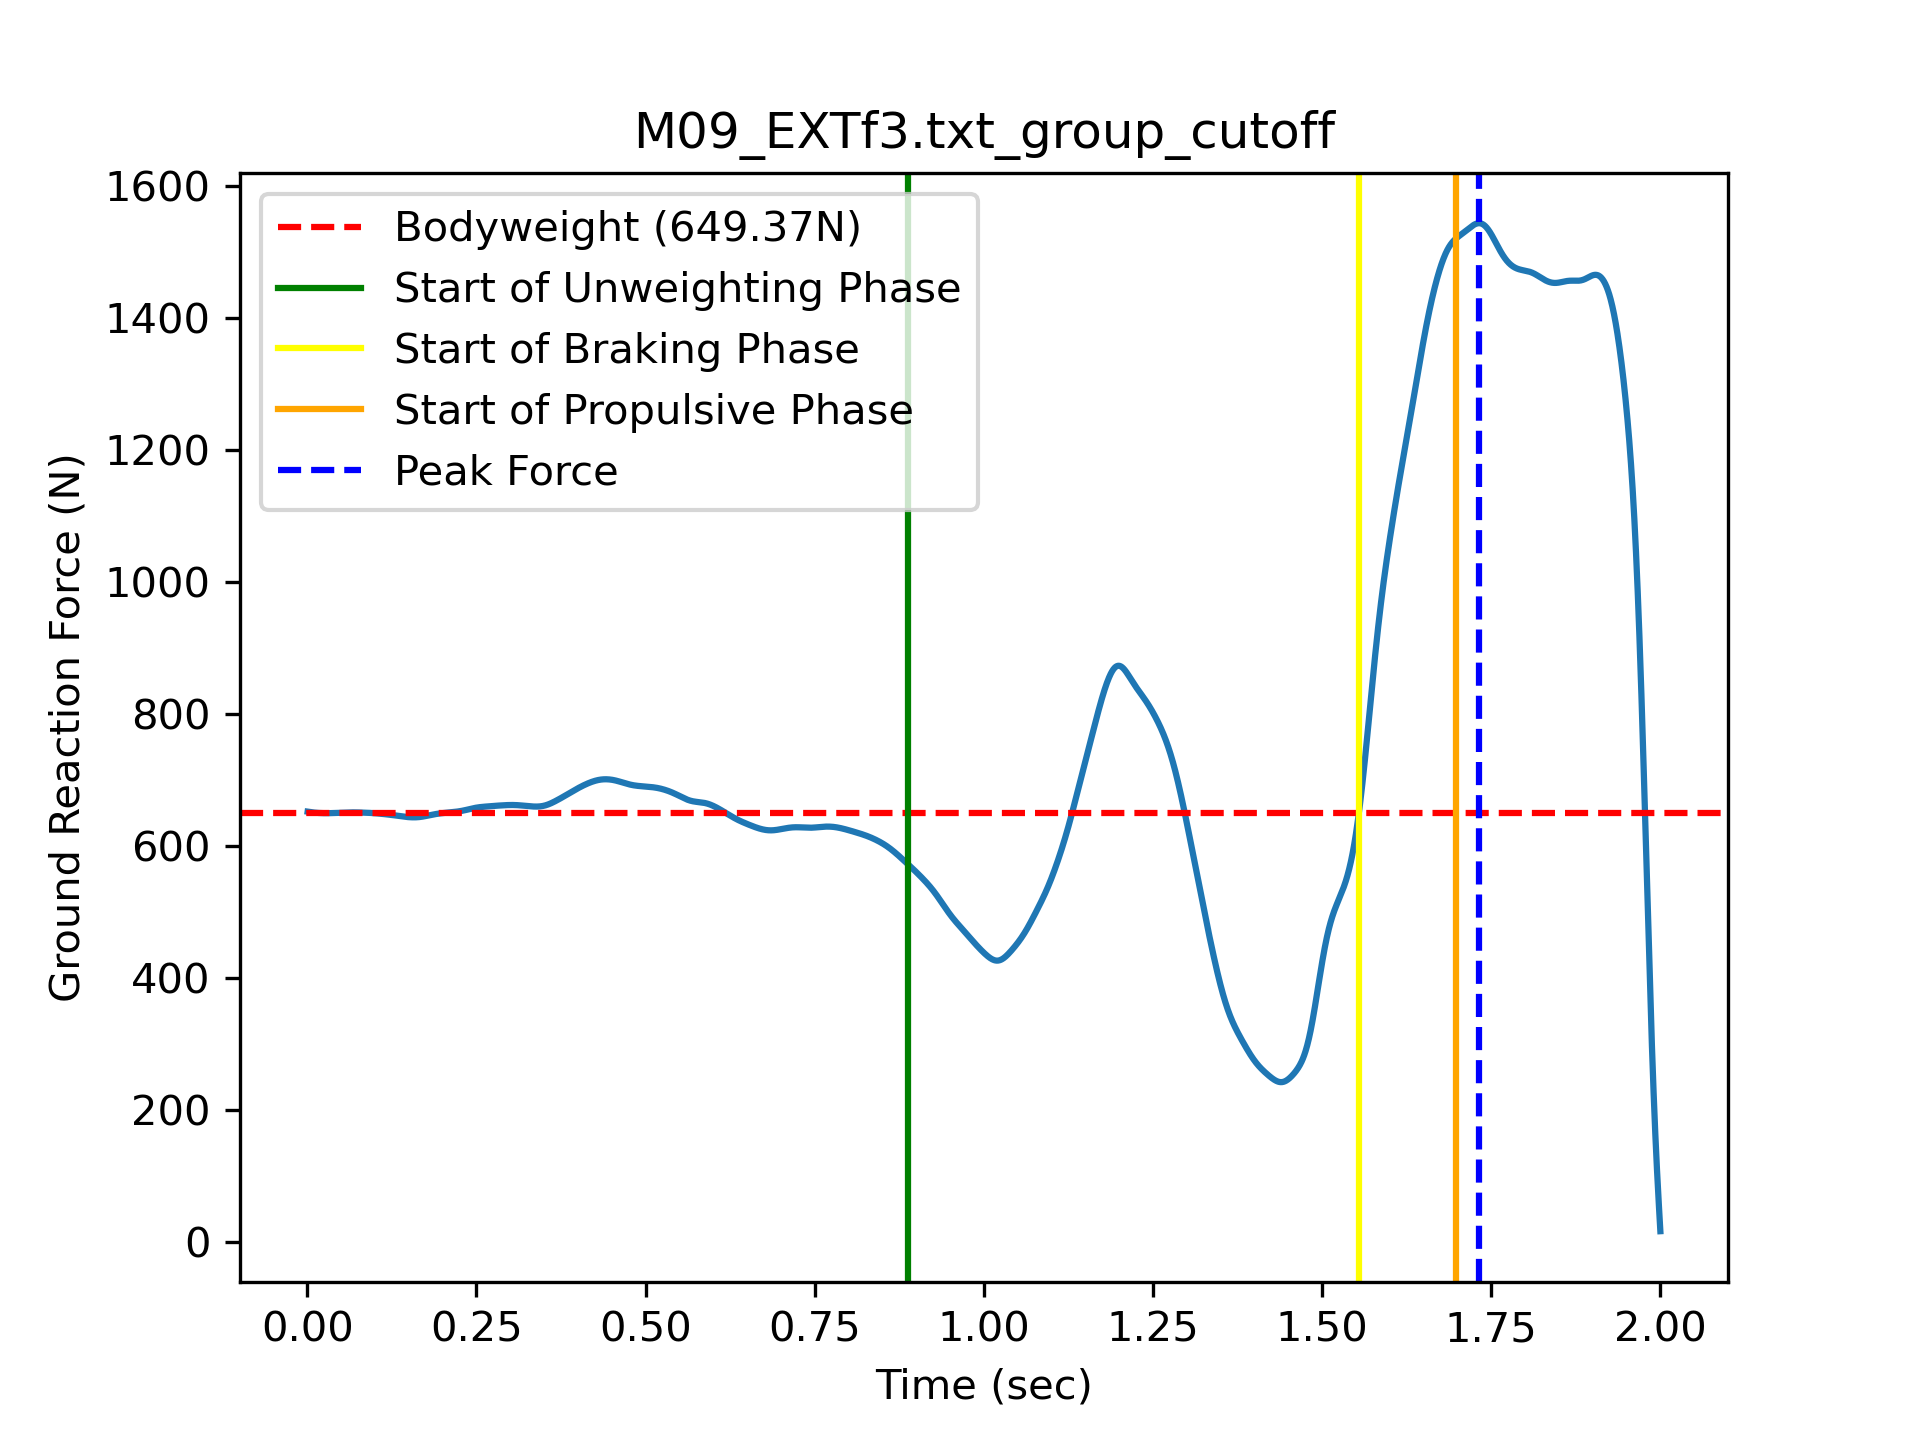 M09_EXTf3.txt_group_cutoff
1600
1400
1200
1000
800
600
400
200
0
Ground Reaction Force (N)
Bodyweight (649.37N)
Start of Unweighting Phase
Start of Braking Phase
Start of Propulsive Phase
Peak Force
0.00 0.25 0.50 0.75 1.00 1.25 1.50 1.75 2.00
Time (sec)